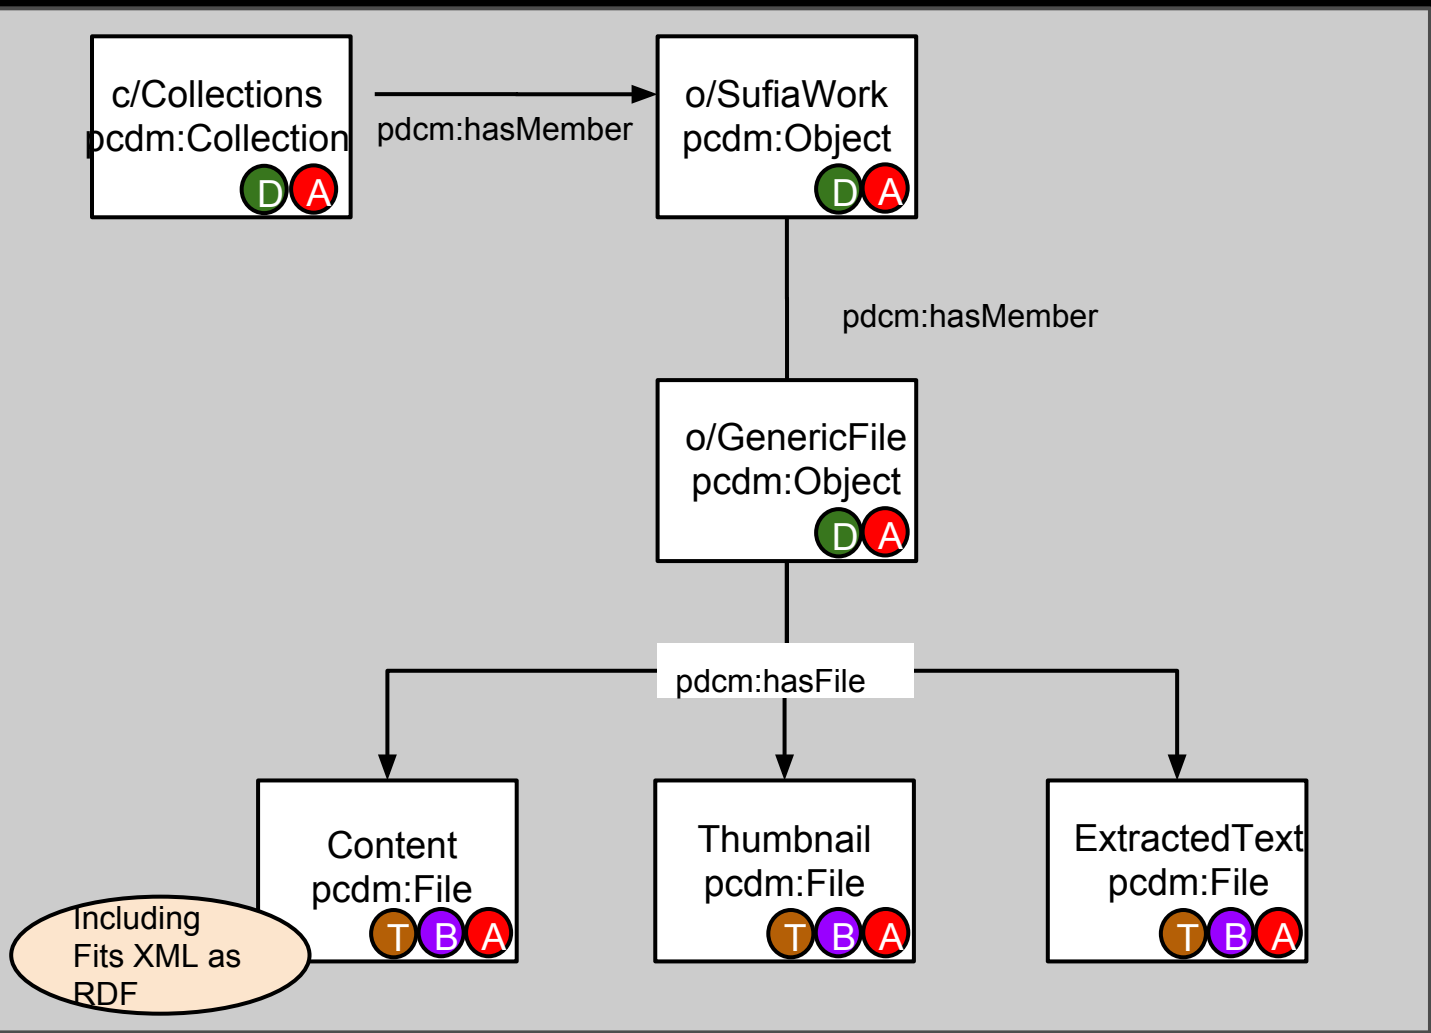 c/Collections
pcdm:Collection
D A
pdcm:hasMember
o/SufiaWork
pcdm:Object
D A
pdcm:hasMember
o/GenericFile
pcdm:Object
D A
pdcm:hasFile
Content
pcdm:File
T B A
Including
Fits XML as
RDF
Thumbnail
pcdm:File
T B A
ExtractedText
pcdm:File
T B A